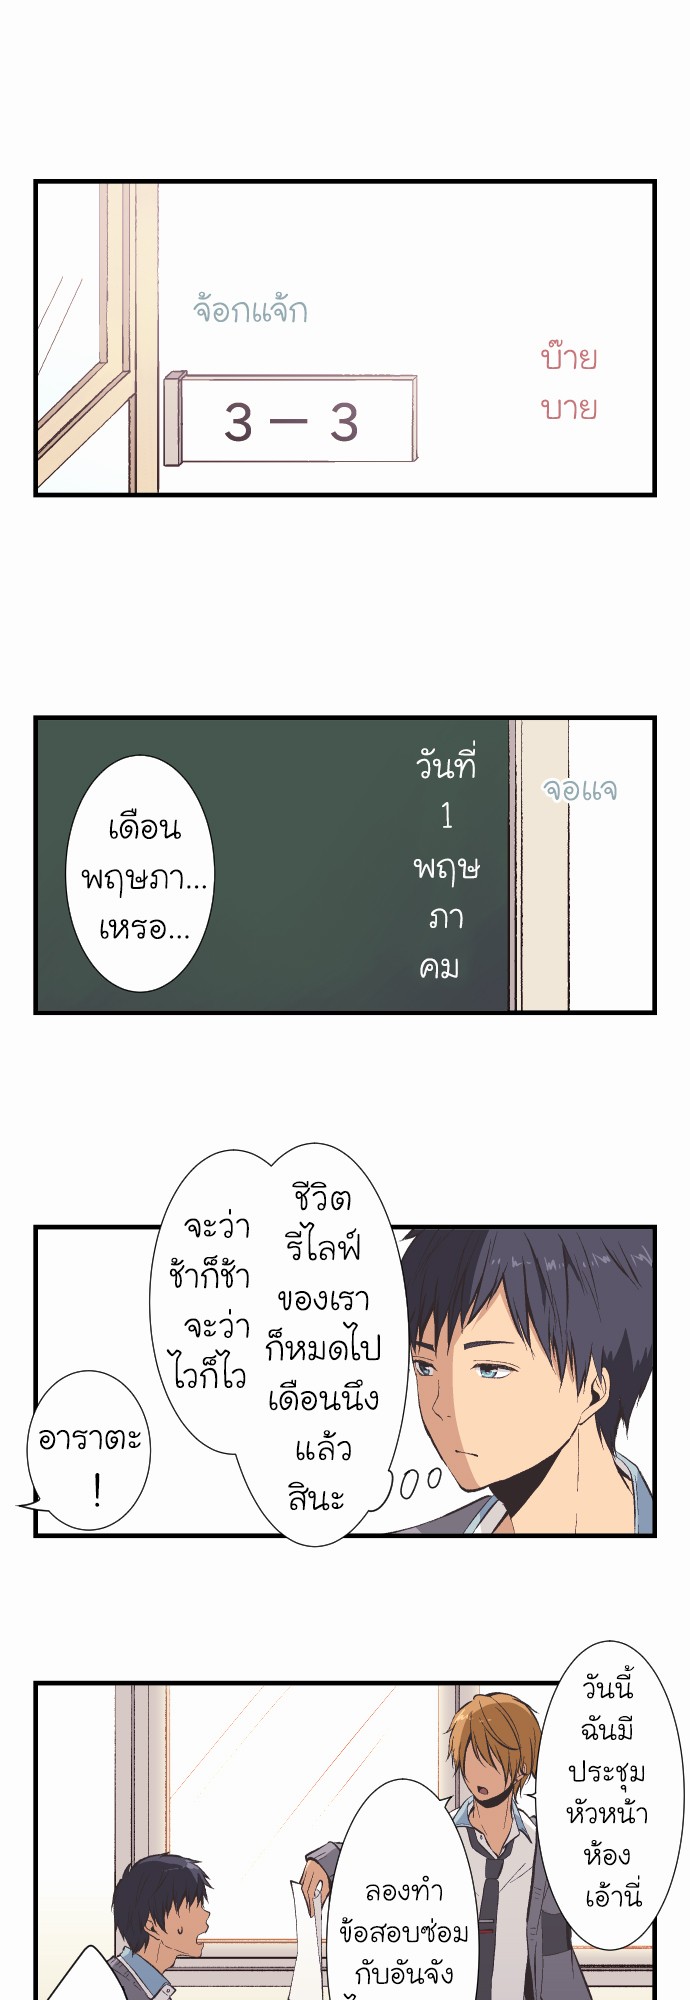 จ้อกแจ้ก
บ๊าย
บาย
3 － 3
วันที่
1
พฤษ
ภา
คม
จอแจ
เดือน
พฤษภา...
เหรอ...
ชีวิต
รีไลฟ์
ของเรา
ก็หมดไป
เดือนนึง
แล้ว
สินะ
จะว่า
ช้าก็ช้า
จะว่า
ไวก็ไว
อาราตะ
!
วันนี้
ฉันมี
ประชุม
หัวหน้า
ห้อง
เอ้านี่
ลองทำ
ข้อสอบซ่อม
กับอันจัง